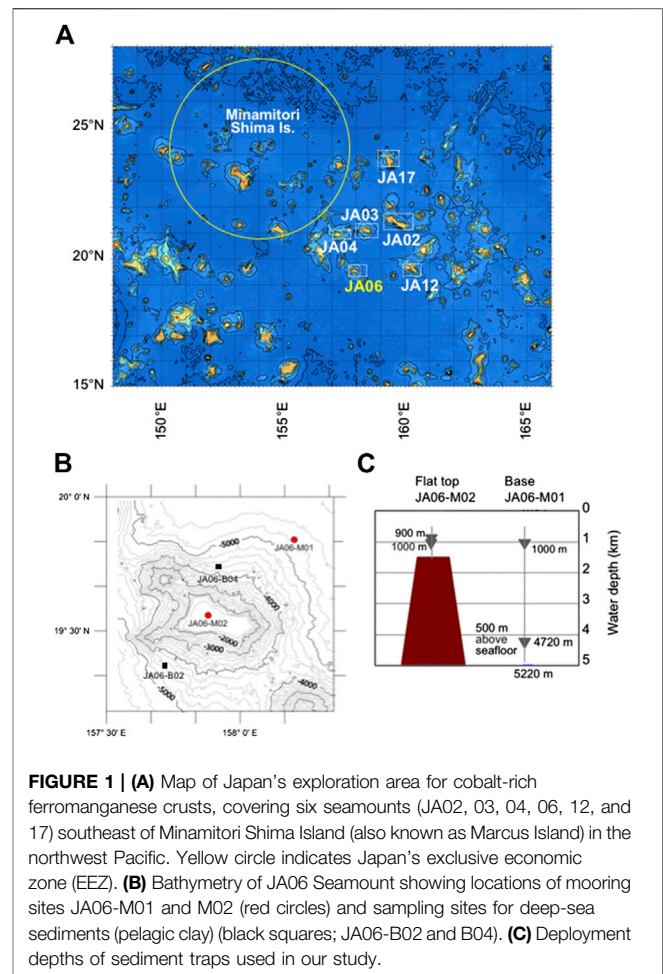 A
25°N
20°N
15°N
Minamitori
Shima Is.
JA17
JA03
JA04
JA02
JA06
JA12
150°E
155°E
160°E
165°E
B
20° 0' N
19° 30' N
157° 30' E
158° 0' E
-5000
JA06-M01
JA06-B04
-4000
JA06-M02
-2000
-3000
JA06-B02
-4000
-5000
C
Flat top
JA06-M02
Base
JA06-M01
0
900 m
1000 m
1000 m
1
2
3
500 m
above
seafloor
4
4720 m
5
5220 m
Water depth (km)
FIGURE 1 | (A) Map of Japan's exploration area for cobalt-rich
ferromanganese crusts, covering six seamounts (JA02, 03, 04, 06, 12, and
17) southeast of Minamitori Shima Island (also known as Marcus Island) in the
northwest Pacific. Yellow circle indicates Japan's exclusive economic
zone (EEZ). (B) Bathymetry of JA06 Seamount showing locations of mooring
sites JA06-M01 and M02 (red circles) and sampling sites for deep-sea
sediments (pelagic clay) (black squares; JA06-B02 and B04). (C) Deployment
depths of sediment traps used in our study.